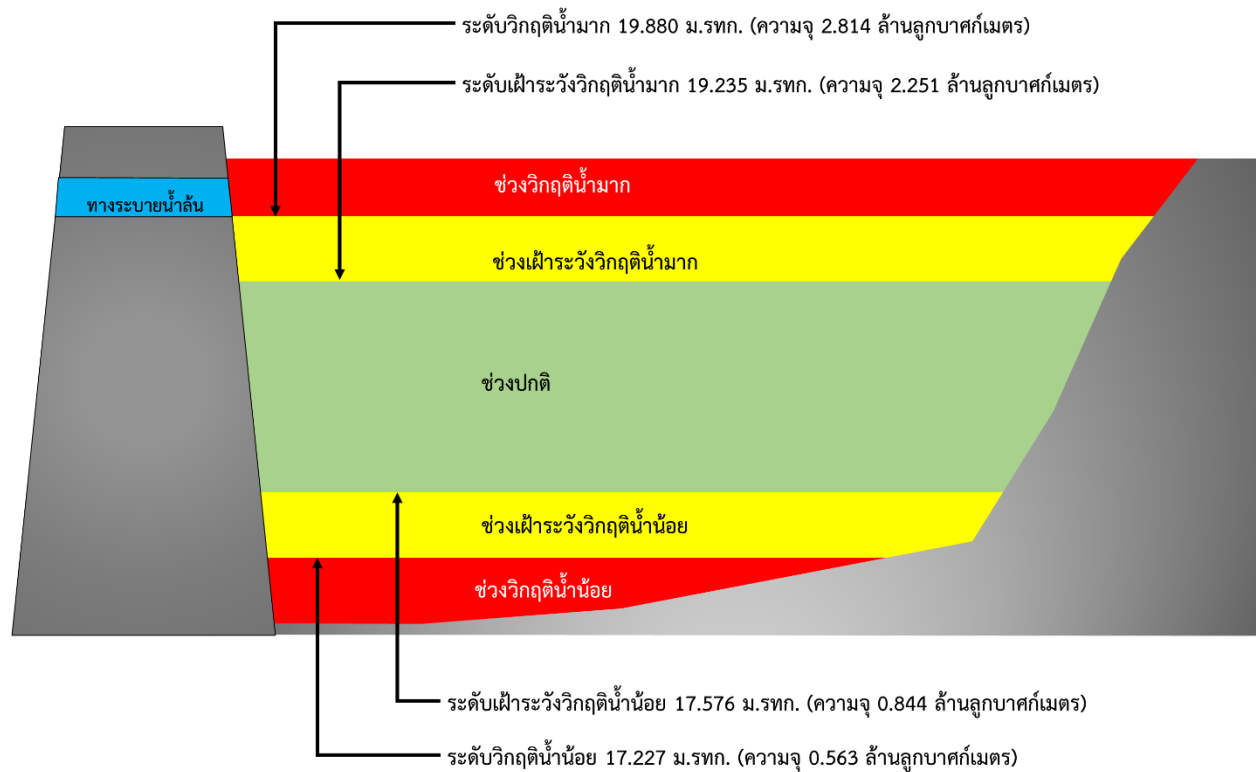 ระดับวิกฤติน้ำมาก 19.880 ม.รทก. (ความจุ 2.814 ล้านลูกบาศก์เมตร)
ระดับเฝ้าระวังวิกฤติน้ำมาก 19.235 ม.รทก. (ความจุ 2.251 ล้านลูกบาศก์เมตร)
ช่วงวิกฤติน้ำมาก
ทางระบายน้ำล้น
ช่วงเฝ้าระวังวิกฤติน้ำมาก
ช่วงปกติ
ช่วงเฝ้าระวังวิกฤติน้ำน้อย
ช่วงวิกฤติน้ำน้อย
ระดับเฝ้าระวังวิกฤติน้ำน้อย 17.576 ม.รทก. (ความจุ 0.844 ล้านลูกบาศก์เมตร)
ระดับวิกฤติน้ำน้อย 17.227 ม.รทก. (ความจุ 0.563 ล้านลูกบาศก์เมตร)